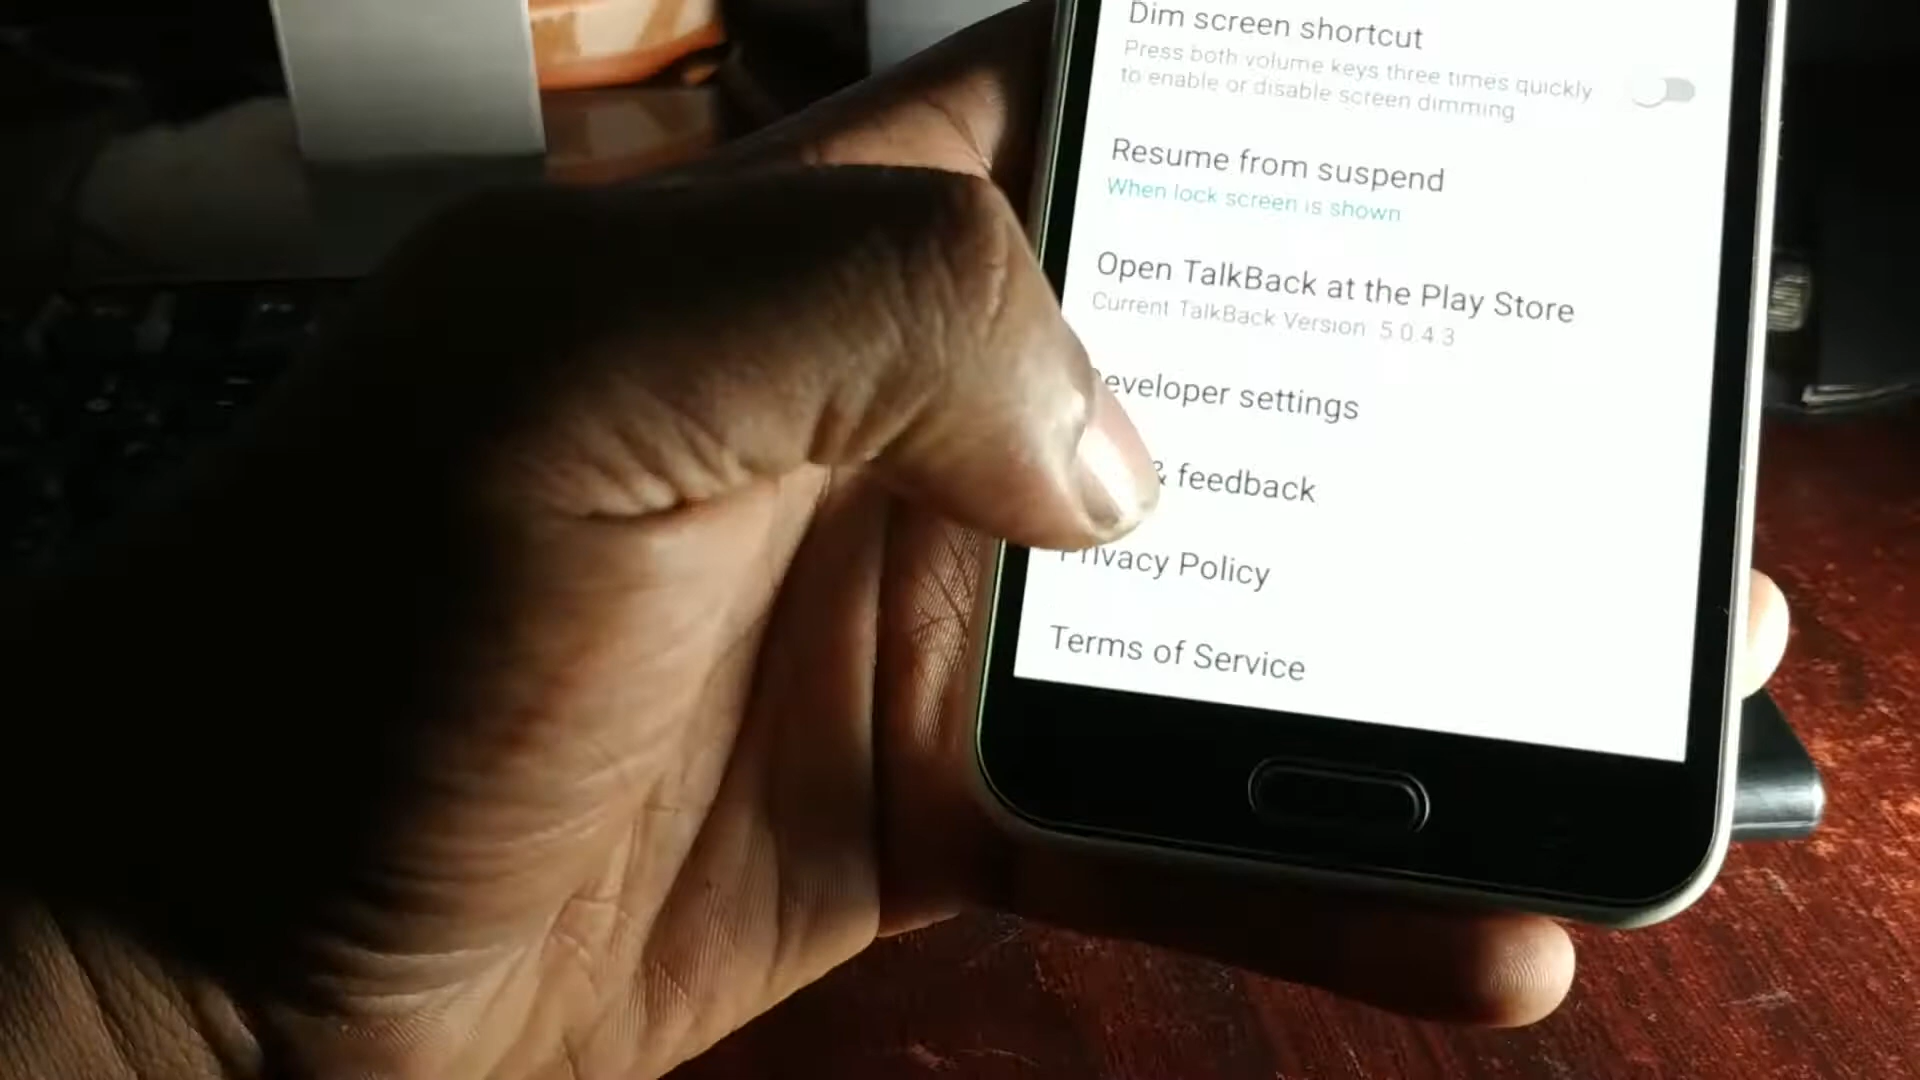 Dim screen shortcut
Press both volume keys three times quickly
to enable or disable screen dimming
Resume from suspend
When lock screen is shown
Open TalkBack at the Play Store
Current TalkBack Version 5.0.4.3
eveloper settings
& feedback
Privacy Policy
Terms of Service